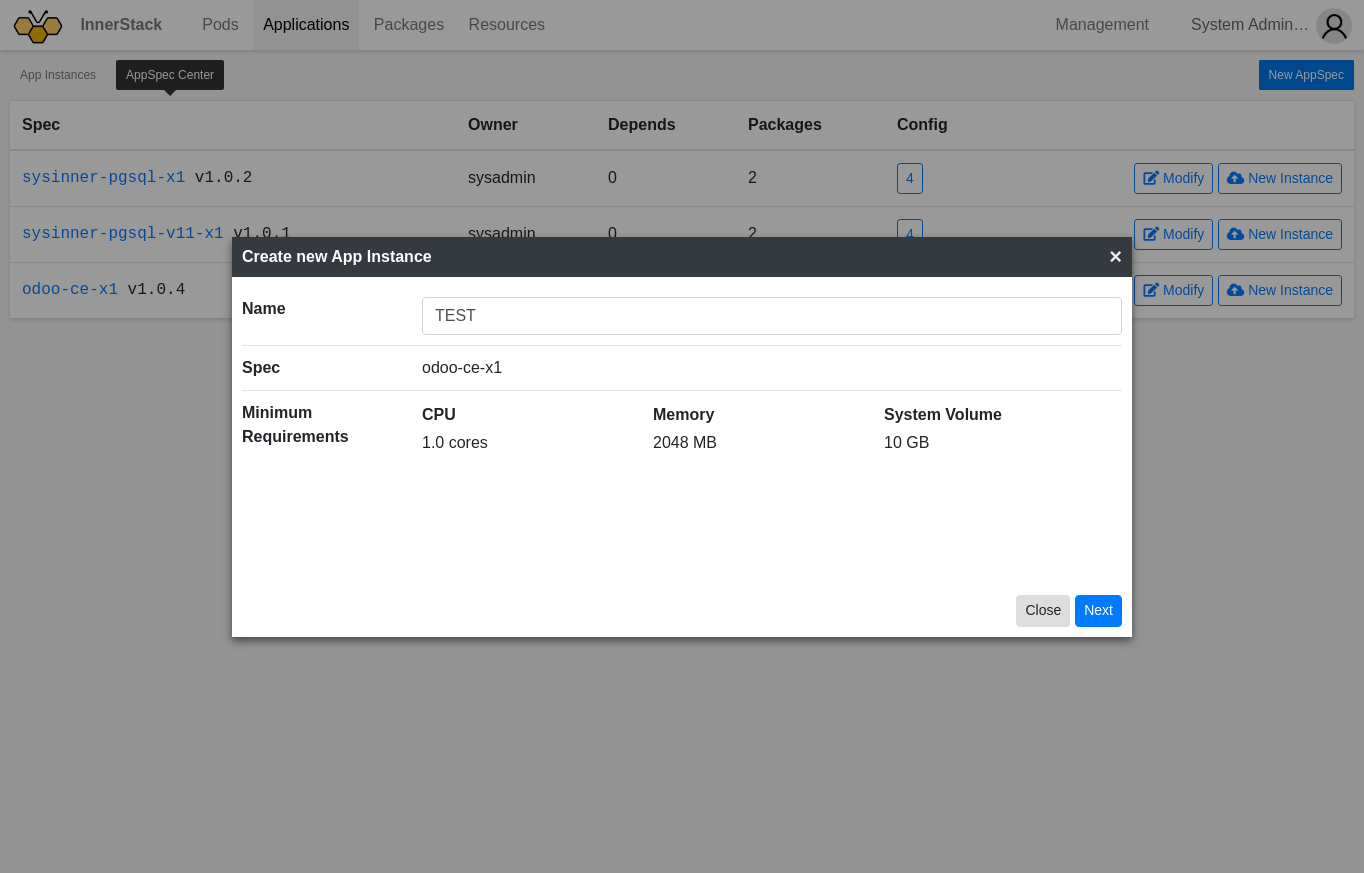 InnerStack Pods Applications Packages Resources Management System Admin…
App Instances AppSpec Center New AppSpec
Spec Owner Depends Packages Config
sysinner-pgsql-x1 v1.0.2 sysadmin 0 2 4 Modify New Instance
sysinner-pgsql-v11-x1 v1.0.1 sysadmin 0 2 4 Modify New Instance
odoo-ce-x1 v1.0.4 Modify New Instance
Create new App Instance ×
Name TEST
Spec odoo-ce-x1
Minimum Requirements CPU Memory System Volume
1.0 cores 2048 MB 10 GB
Close Next